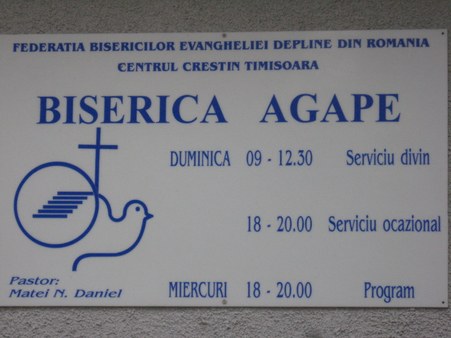 FEDERATIA BISERICILOR EVANGHELIEI DEPLINE DIN ROMANIA
CENTRUL CRESTIN TIMISOARA
BISERICA AGAPE
DUMINICA 09 - 12.30 Serviciu divin
18 - 20.00 Serviciu ocazional
Pastor:
Matei N. Daniel
MIERCURI 18 - 20.00 Program